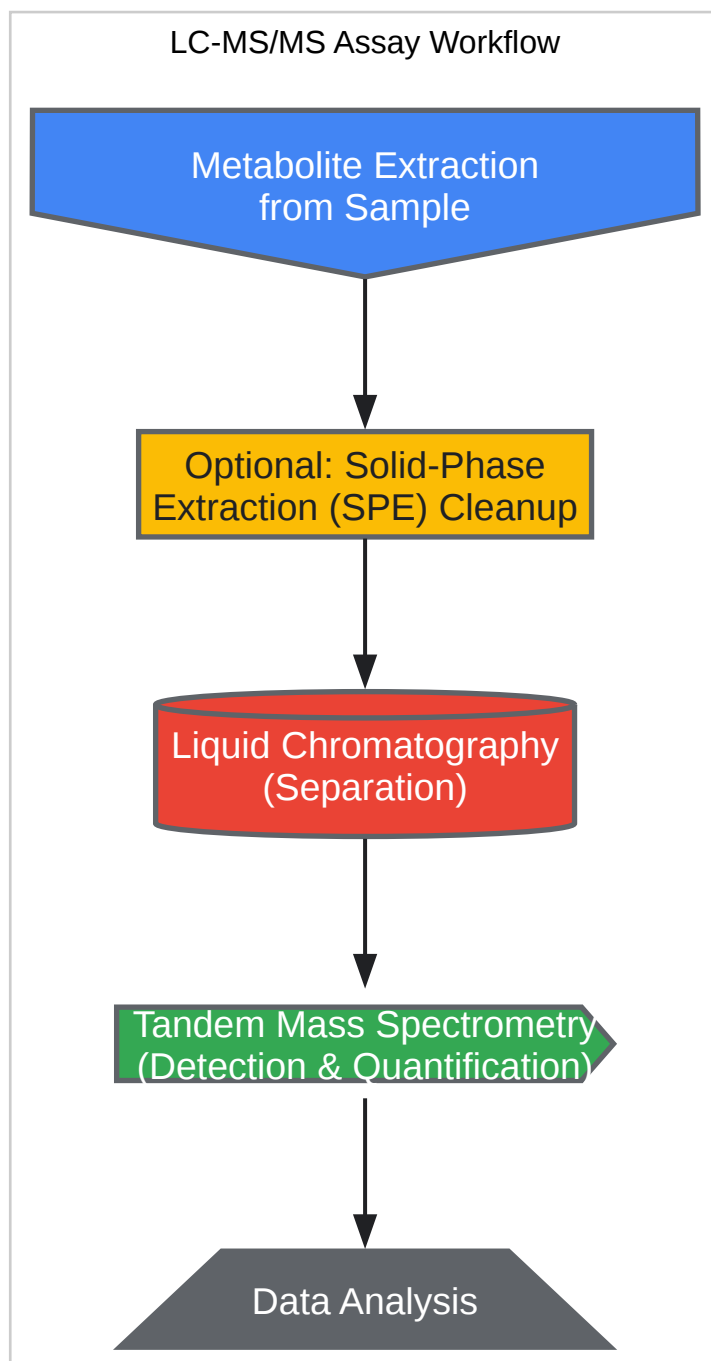 LC-MS/MS Assay Workflow
Metabolite Extraction
from Sample
Optional: Solid-Phase
Extraction (SPE) Cleanup
Liquid Chromatography
(Separation)
Tandem Mass Spectrometry
(Detection & Quantification)
Data Analysis